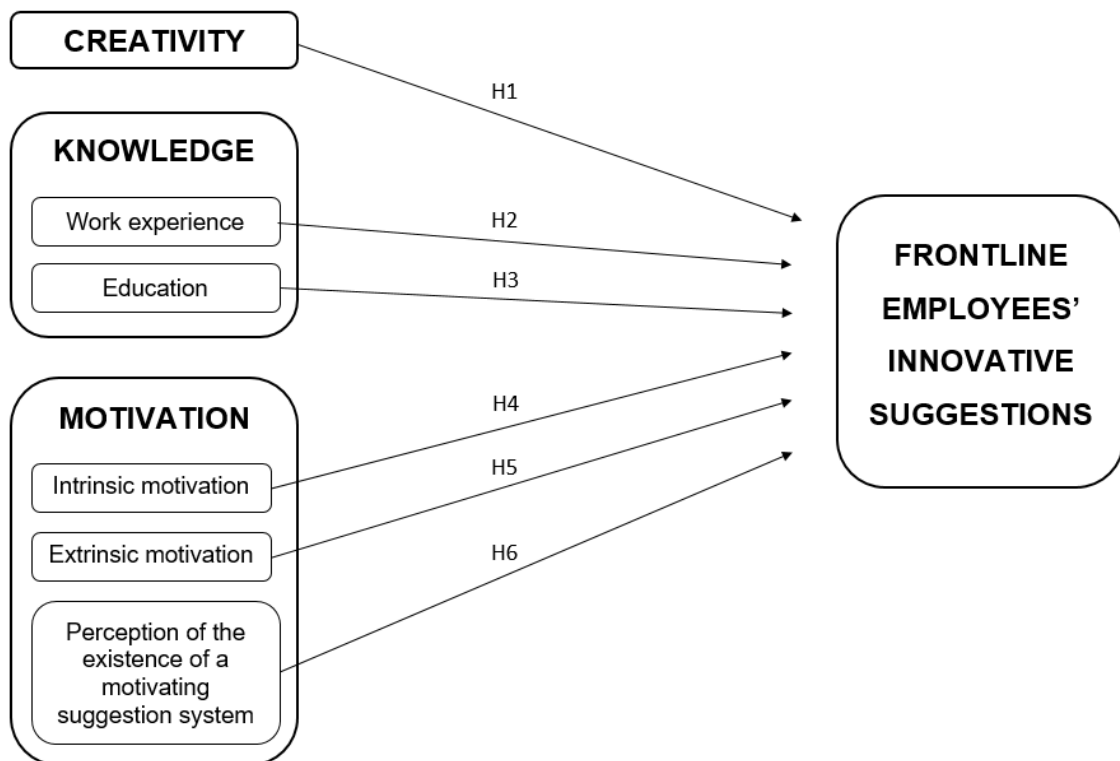 CREATIVITY
H1
KNOWLEDGE
Work experience
H2
Education
H3
MOTIVATION
Intrinsic motivation
H4
Extrinsic motivation
H5
Perception of the
existence of a
motivating
suggestion system
H6
FRONTLINE
EMPLOYEES’
INNOVATIVE
SUGGESTIONS